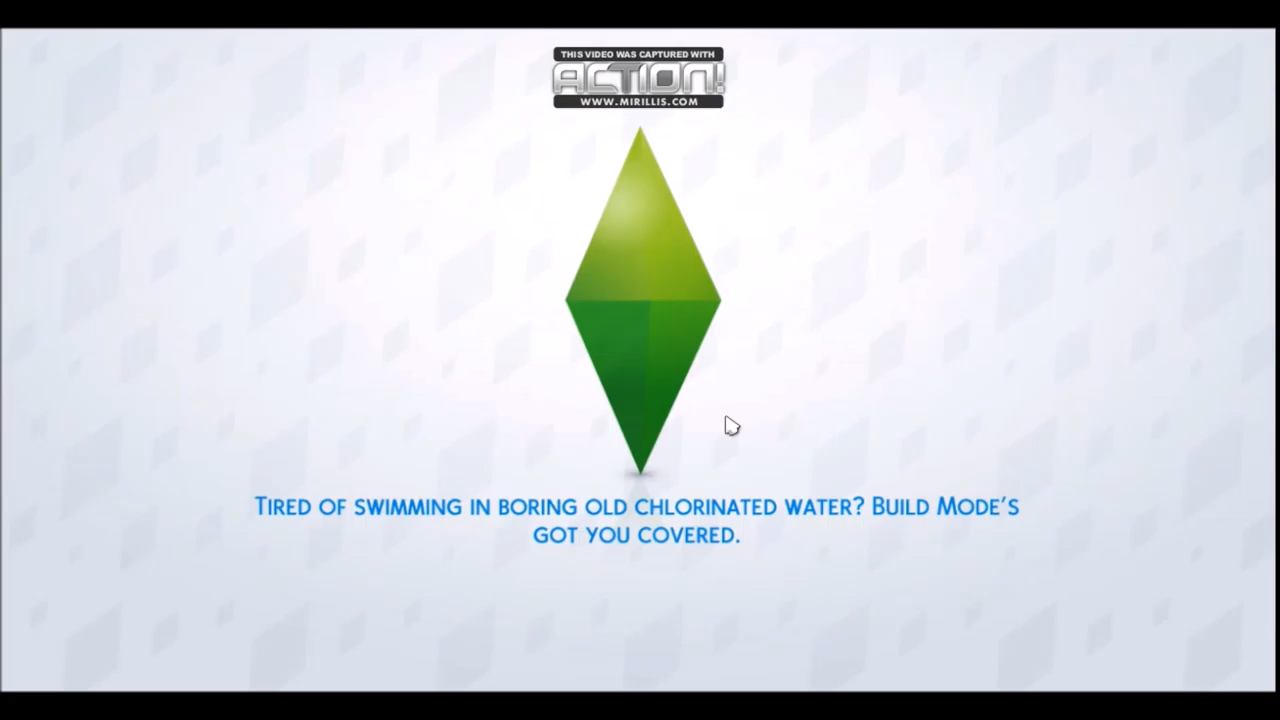 THIS VIDEO WAS CAPTURED WITH
ACTION!
WWW.MIRILLIS.COM
TIRED OF SWIMMING IN BORING OLD CHLORINATED WATER? BUILD MODE'S
GOT YOU COVERED.